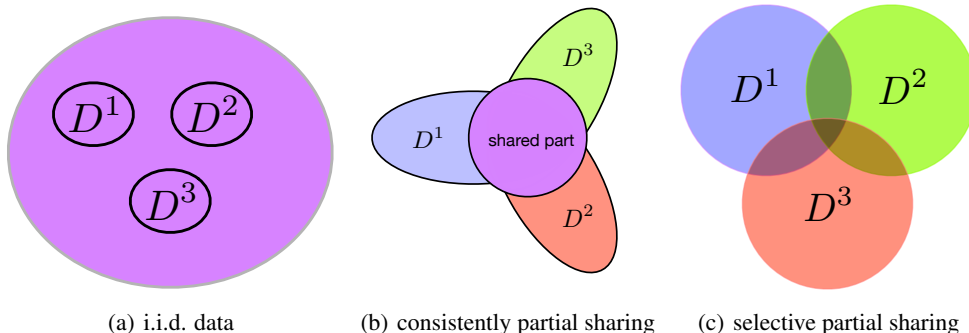 D¹ D²
D³
(a) i.i.d. data
D³
D¹ shared part
D²
(b) consistently partial sharing
D¹ D²
D³
(c) selective partial sharing